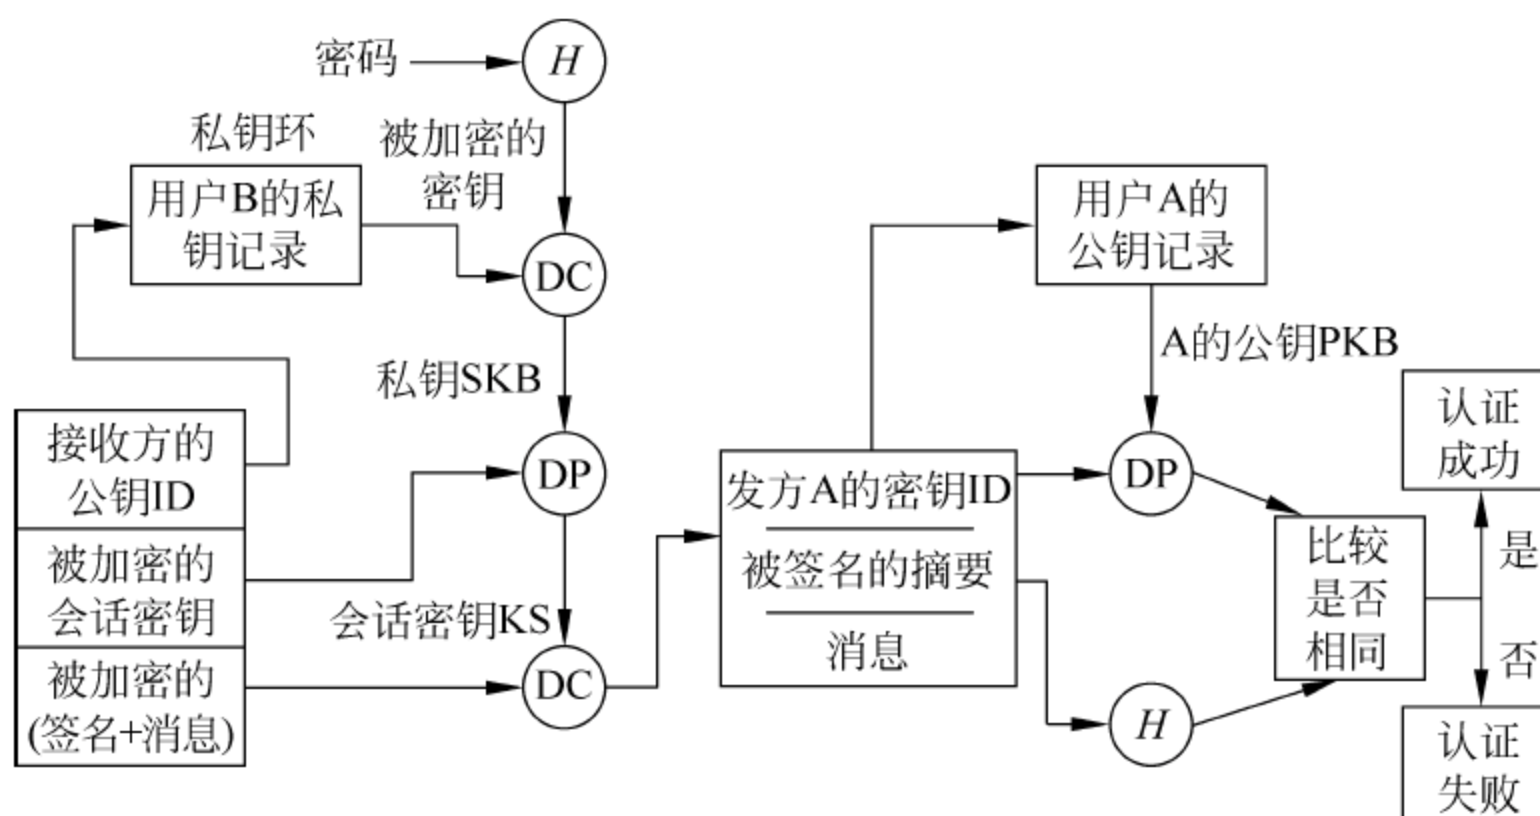 密码
H
私钥环
被加密的
密钥
用户B的私
钥记录
DC
私钥SKB
接收方的
公钥ID
DP
被加密的
会话密钥
会话密钥KS
被加密的
(签名+消息)
DC
用户A的
公钥记录
A的公钥PKB
发方A的密钥ID
被签名的摘要
消息
DP
H
比较
是否
相同
认证
成功
是
否
认证
失败